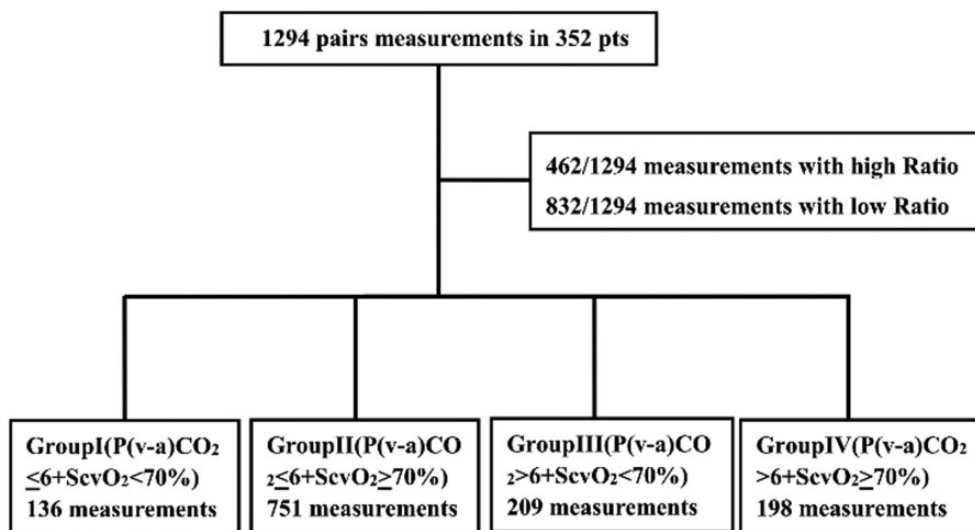 1294 pairs measurements in 352 pts
462/1294 measurements with high Ratio
832/1294 measurements with low Ratio
GroupI(P(v-a)CO₂
≤6+ScvO₂<70%)
136 measurements
GroupII(P(v-a)CO
₂≤6+ScvO₂≥70%)
751 measurements
GroupIII(P(v-a)CO
₂>6+ScvO₂<70%)
209 measurements
GroupIV(P(v-a)CO₂
>6+ScvO₂≥70%)
198 measurements